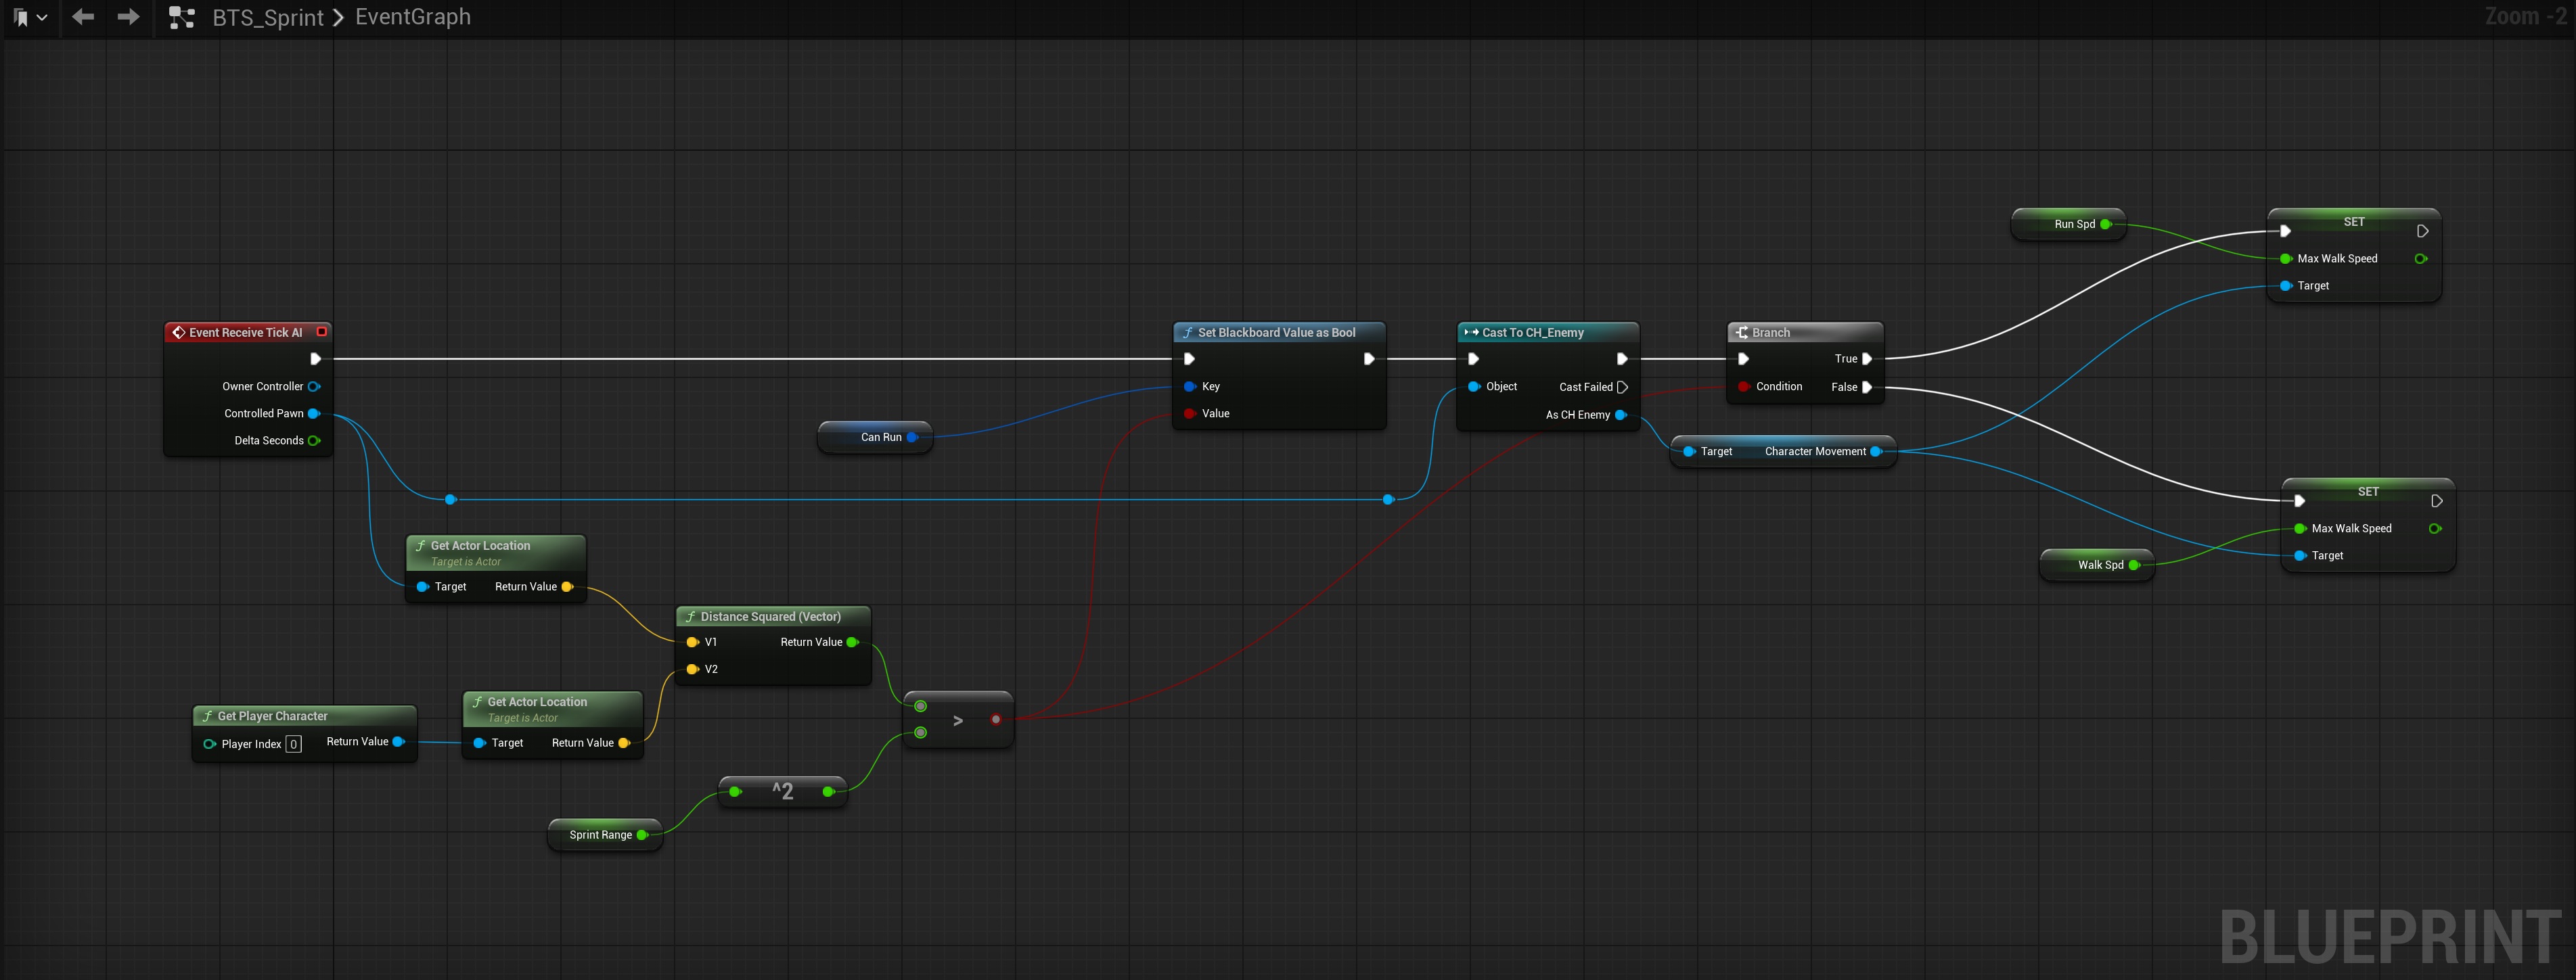 BTS_Sprint > EventGraph
Zoom -2
Event Receive Tick AI
Owner Controller
Controlled Pawn
Delta Seconds
Can Run
Set Blackboard Value as Bool
Key
Value
Cast To CH_Enemy
Object
Cast Failed
As CH Enemy
Branch
True
Condition
False
Target
Character Movement
Run Spd
SET
Max Walk Speed
Target
SET
Max Walk Speed
Target
Walk Spd
Get Actor Location
Target is Actor
Target
Return Value
Distance Squared (Vector)
V1
Return Value
V2
Get Player Character
Player Index 0
Return Value
Get Actor Location
Target is Actor
Target
Return Value
>
^2
Sprint Range
BLUEPRINT